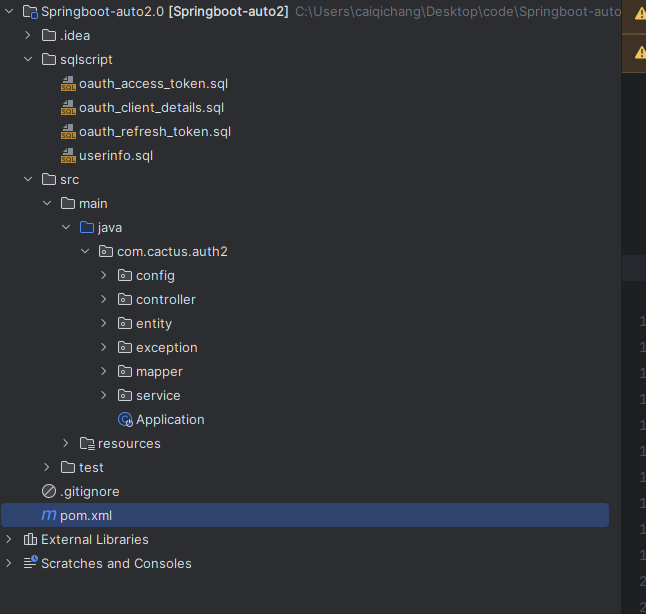 Springboot-auto2.0 [Springboot-auto2] C:\Users\caiqichang\Desktop\code\Springboot-auto
.idea
sqlscript
oauth_access_token.sql
oauth_client_details.sql
oauth_refresh_token.sql
userinfo.sql
src
main
java
com.cactus.auth2
config
controller
entity
exception
mapper
service
Application
resources
test
.gitignore
pom.xml
External Libraries
Scratches and Consoles